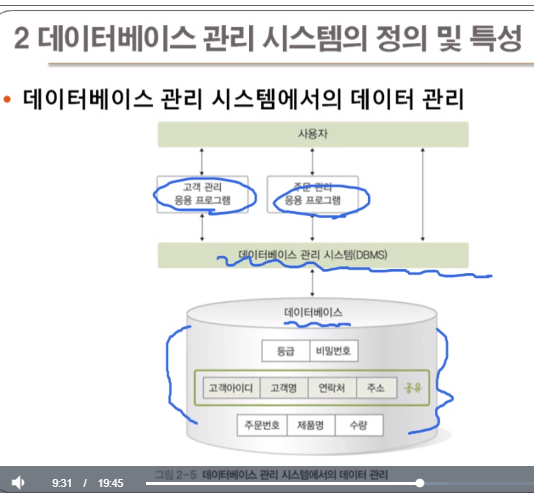 2 데이터베이스 관리 시스템의 정의 및 특성
• 데이터베이스 관리 시스템에서의 데이터 관리
사용자
고객 관리
응용 프로그램
주문 관리
응용 프로그램
데이터베이스 관리 시스템(DBMS)
데이터베이스
등급 비밀번호
고객아이디 고객명 연락처 주소 공유
주문번호 제품명 수량
그림 2-5 데이터베이스 관리 시스템에서의 데이터 관리
9:31 / 19:45